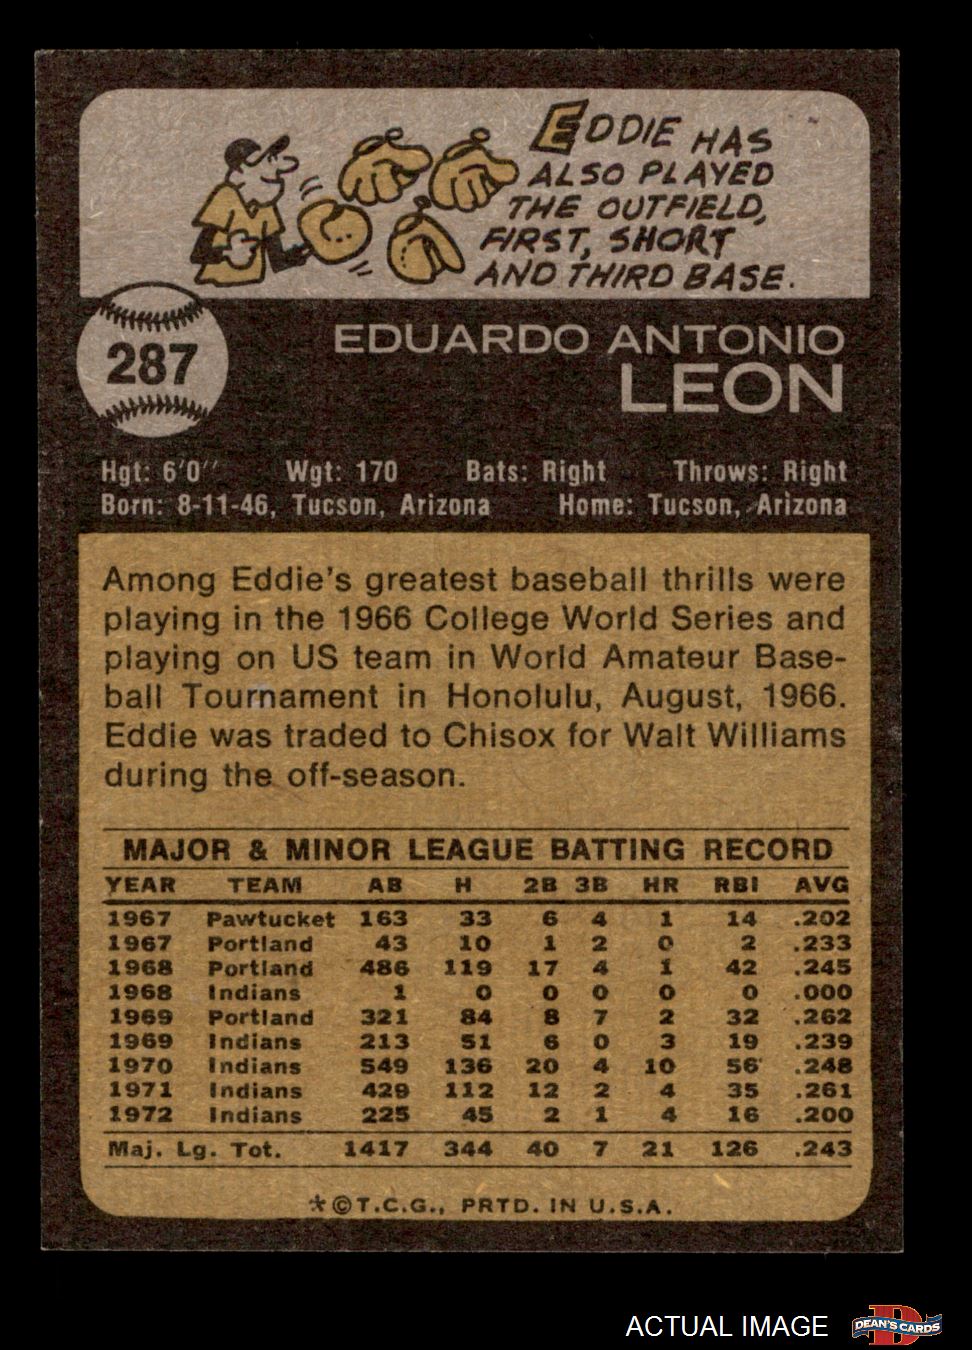 EDDIE HAS
ALSO PLAYED
THE OUTFIELD,
FIRST, SHORT
AND THIRD BASE.
287
EDUARDO ANTONIO
LEON
Hgt: 6'0'' Wgt: 170 Bats: Right Throws: Right
Born: 8-11-46, Tucson, Arizona Home: Tucson, Arizona
Among Eddie's greatest baseball thrills were
playing in the 1966 College World Series and
playing on US team in World Amateur Base-
ball Tournament in Honolulu, August, 1966.
Eddie was traded to Chisox for Walt Williams
during the off-season.
MAJOR & MINOR LEAGUE BATTING RECORD
YEAR TEAM AB H 2B 3B HR RBI AVG
1967 Pawtucket 163 33 6 4 1 14 .202
1967 Portland 43 10 1 2 0 2 .233
1968 Portland 486 119 17 4 1 42 .245
1968 Indians 1 0 0 0 0 0 .000
1969 Portland 321 84 8 7 2 32 .262
1969 Indians 213 51 6 0 3 19 .239
1970 Indians 549 136 20 4 10 56 .248
1971 Indians 429 112 12 2 4 35 .261
1972 Indians 225 45 2 1 4 16 .200
Maj. Lg. Tot. 1417 344 40 7 21 126 .243
*©T.C.G., PRTD. IN U.S.A.
ACTUAL IMAGE
D
DEAN'S CARDS